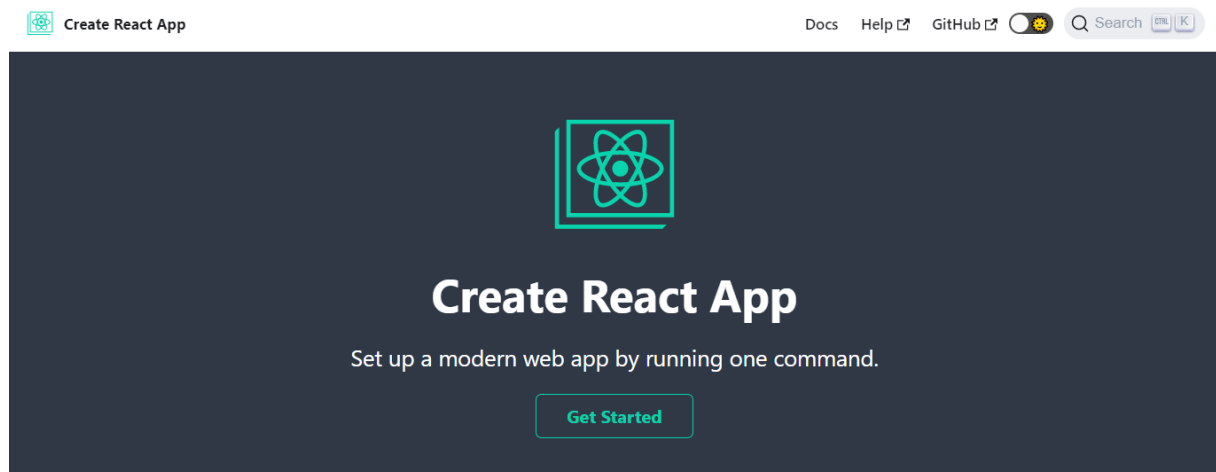 Create React App
Docs Help GitHub Search CTRL K
Create React App
Set up a modern web app by running one command.
Get Started